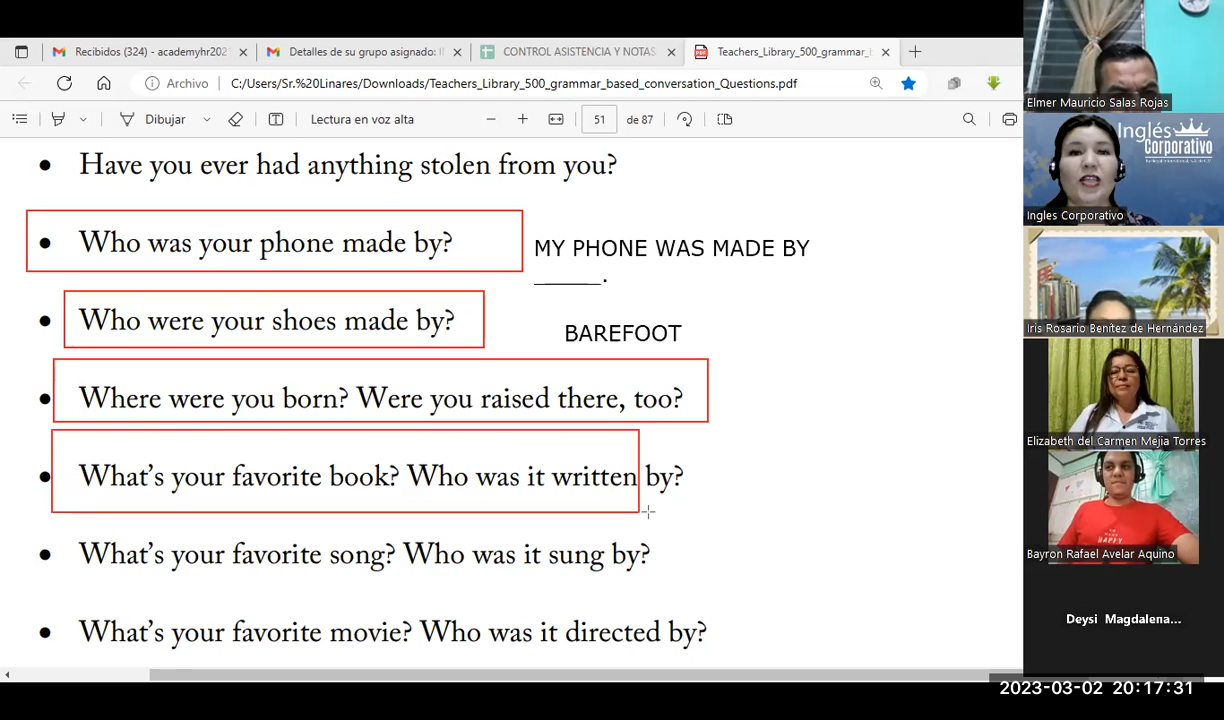 Recibidos (324) - academyhr202
Detalles de su grupo asignado: I
CONTROL ASISTENCIA Y NOTAS
Teachers_Library_500_grammar_b
Archivo
C:/Users/Sr.%20Linares/Downloads/Teachers_Library_500_grammar_based_conversation_Questions.pdf
Dibujar
Lectura en voz alta
51
de 87
Have you ever had anything stolen from you?
Who was your phone made by?
MY PHONE WAS MADE BY
_____.
Who were your shoes made by?
BAREFOOT
Where were you born? Were you raised there, too?
What's your favorite book? Who was it written by?
What's your favorite song? Who was it sung by?
What's your favorite movie? Who was it directed by?
Elmer Mauricio Salas Rojas
Inglés
Corporativo
Ingles Corporativo
Iris Rosario Benítez de Hernández
Elizabeth del Carmen Mejia Torres
HAPPY
Bayron Rafael Avelar Aquino
Deysi Magdalena...
2023-03-02 20:17:31